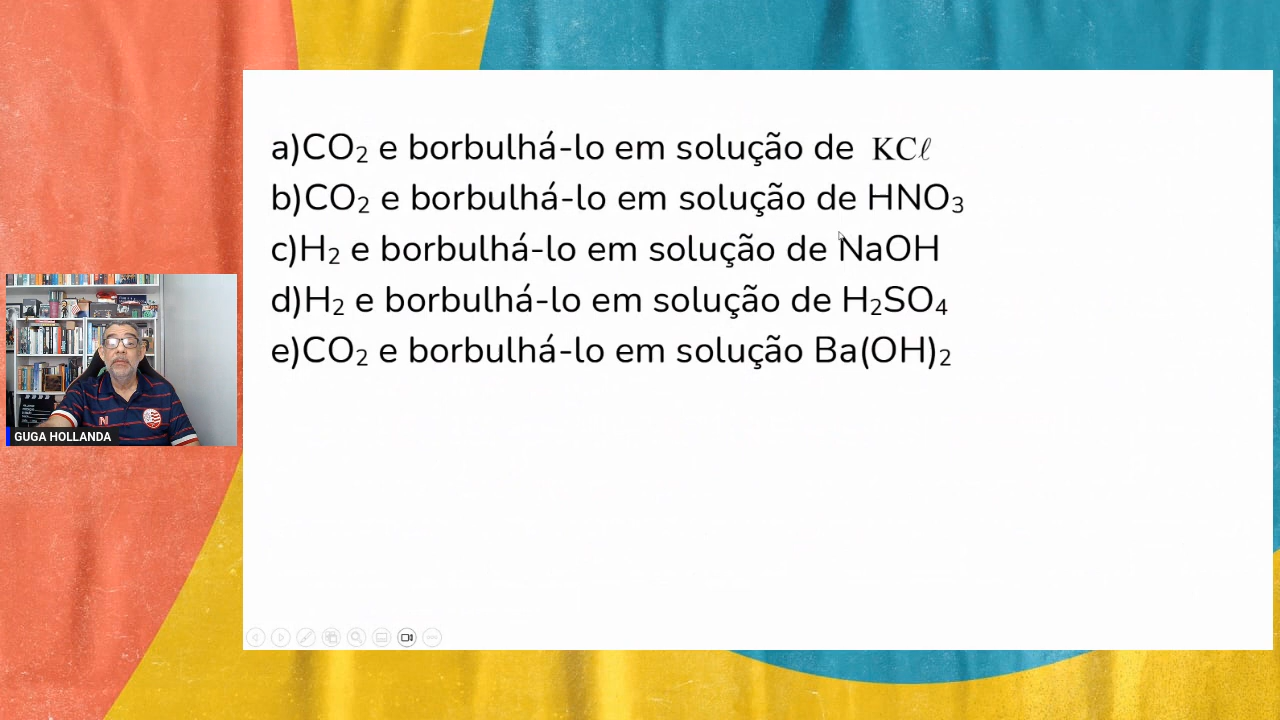 a)CO₂ e borbulhá-lo em solução de KCℓ
b)CO₂ e borbulhá-lo em solução de HNO₃
c)H₂ e borbulhá-lo em solução de NaOH
d)H₂ e borbulhá-lo em solução de H₂SO₄
e)CO₂ e borbulhá-lo em solução Ba(OH)₂
GUGA HOLLANDA